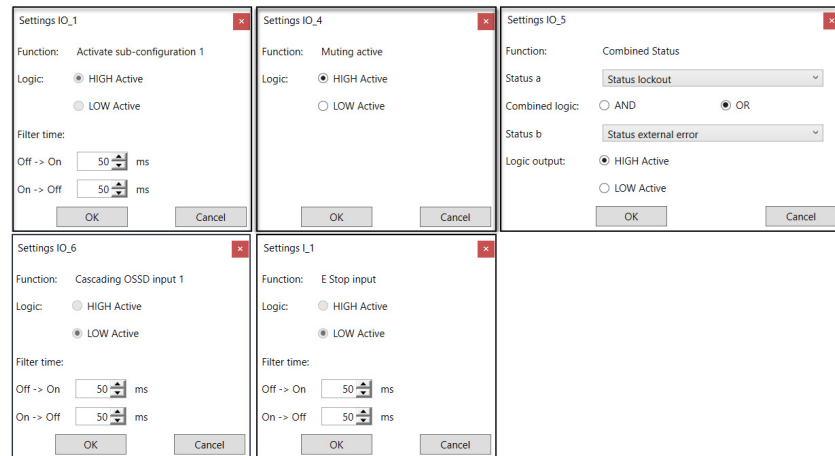 Settings IO_1
×
Function: Activate sub-configuration 1
Logic: HIGH Active
LOW Active
Filter time:
Off -> On 50 ms
On -> Off 50 ms
OK Cancel
Settings IO_4
×
Function: Muting active
Logic: HIGH Active
LOW Active
OK Cancel
Settings IO_5
×
Function: Combined Status
Status a Status lockout
Combined logic: AND OR
Status b Status external error
Logic output: HIGH Active
LOW Active
OK Cancel
Settings IO_6
×
Function: Cascading OSSD input 1
Logic: HIGH Active
LOW Active
Filter time:
Off -> On 50 ms
On -> Off 50 ms
OK Cancel
Settings I_1
×
Function: E Stop input
Logic: HIGH Active
LOW Active
Filter time:
Off -> On 50 ms
On -> Off 50 ms
OK Cancel